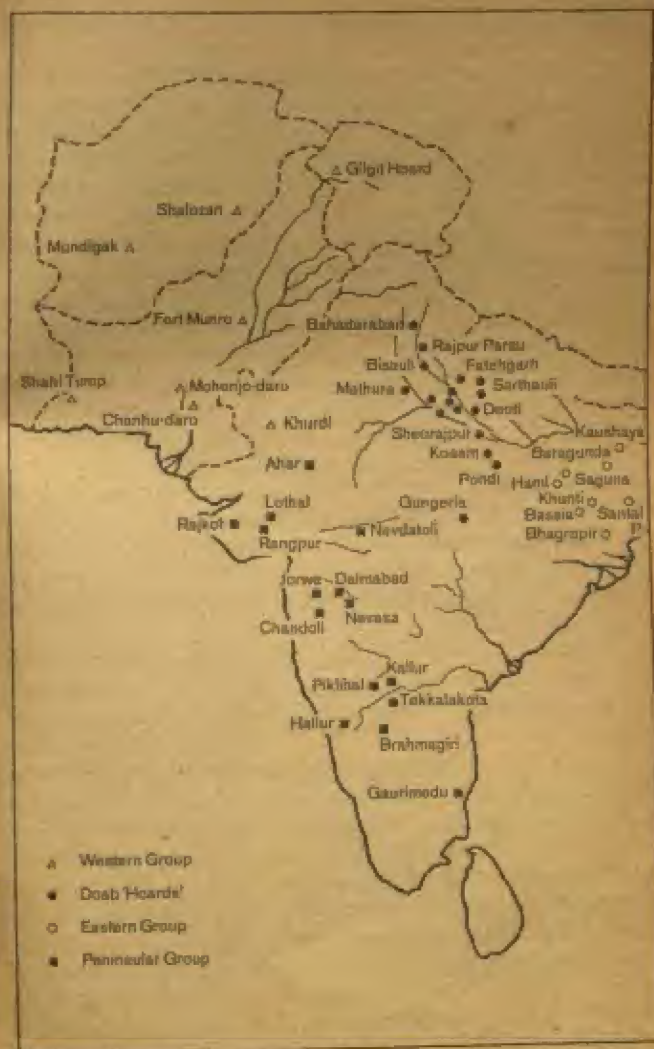 Gilgit Hoard
Shalozan
Mundigak
Fort Munro
Bahadarabad
Rajpur Parsu
Bisauli
Fatehgarh
Shahi Tump
Mohenjo-daro
Mathura
Sarthauli
Chanhu-daro
Deoti
Khurdi
Sheorajpur
Kaushaya
Kosam
Baragunda
Ahar
Pondi
Hami
Saguna
Lothal
Gungeria
Khunti
Rajkot
Navdatoli
Bassia
Santal P
Rangpur
Bhagrapir
Jorwe
Daimabad
Nevasa
Chandoli
Kallur
Piklihal
Tekkalakota
Hallur
Brahmagiri
Gaurimedu
Western Group
Doab 'Hoards'
Eastern Group
Peninsular Group